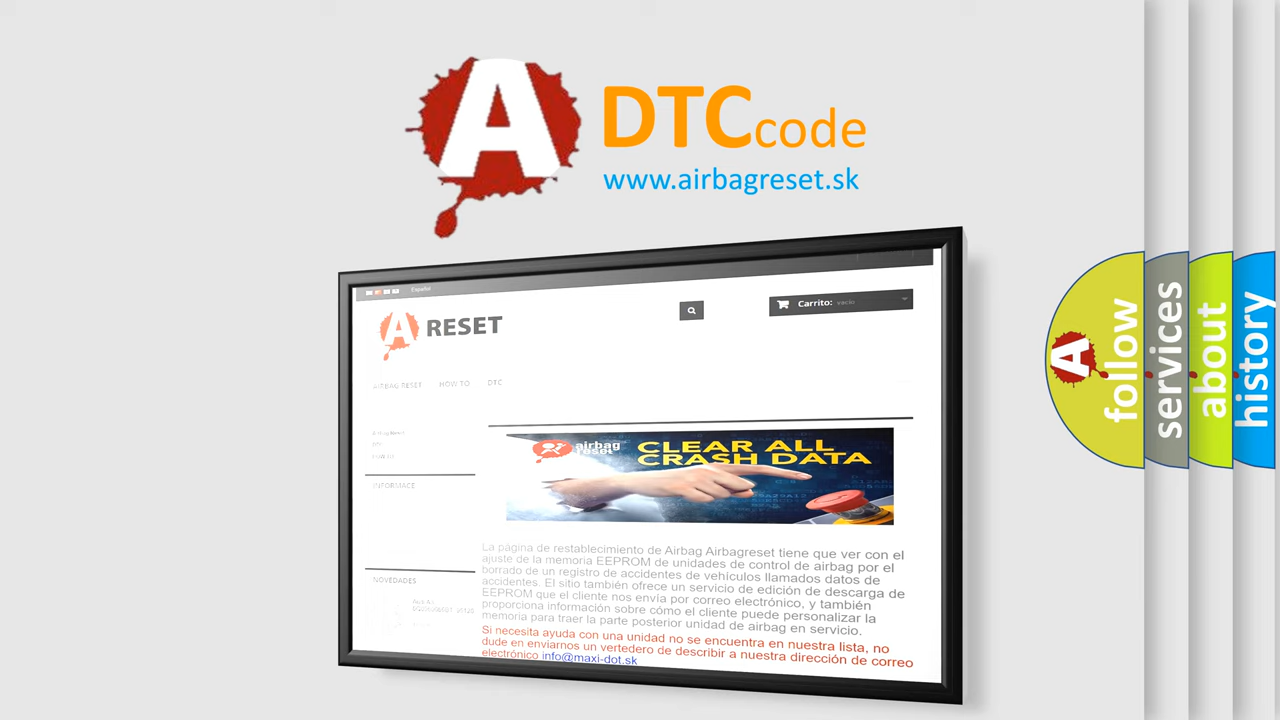 A
DTC code
www.airbagreset.sk
Español
A RESET
Carrito: vacío
AIRBAG RESET HOW TO DTC
INFORMACE
airbag
reset
CLEAR ALL
CRASH DATA
La página de restablecimiento de Airbag Airbagreset tiene que ver con el
ajuste de la memoria EEPROM de unidades de control de airbag por el
borrado de un registro de accidentes de vehículos llamados datos de
accidentes. El sitio también ofrece un servicio de edición de descarga de
EEPROM que el cliente nos envía por correo electrónico, y también
proporciona información sobre cómo el cliente puede personalizar la
memoria para traer la parte posterior unidad de airbag en servicio.
Si necesita ayuda con una unidad no se encuentra en nuestra lista, no
dude en enviarnos un vertedero de describir a nuestra dirección de correo
electrónico info@maxi-dot.sk
NOVEDADES
A
follow
services
about
history